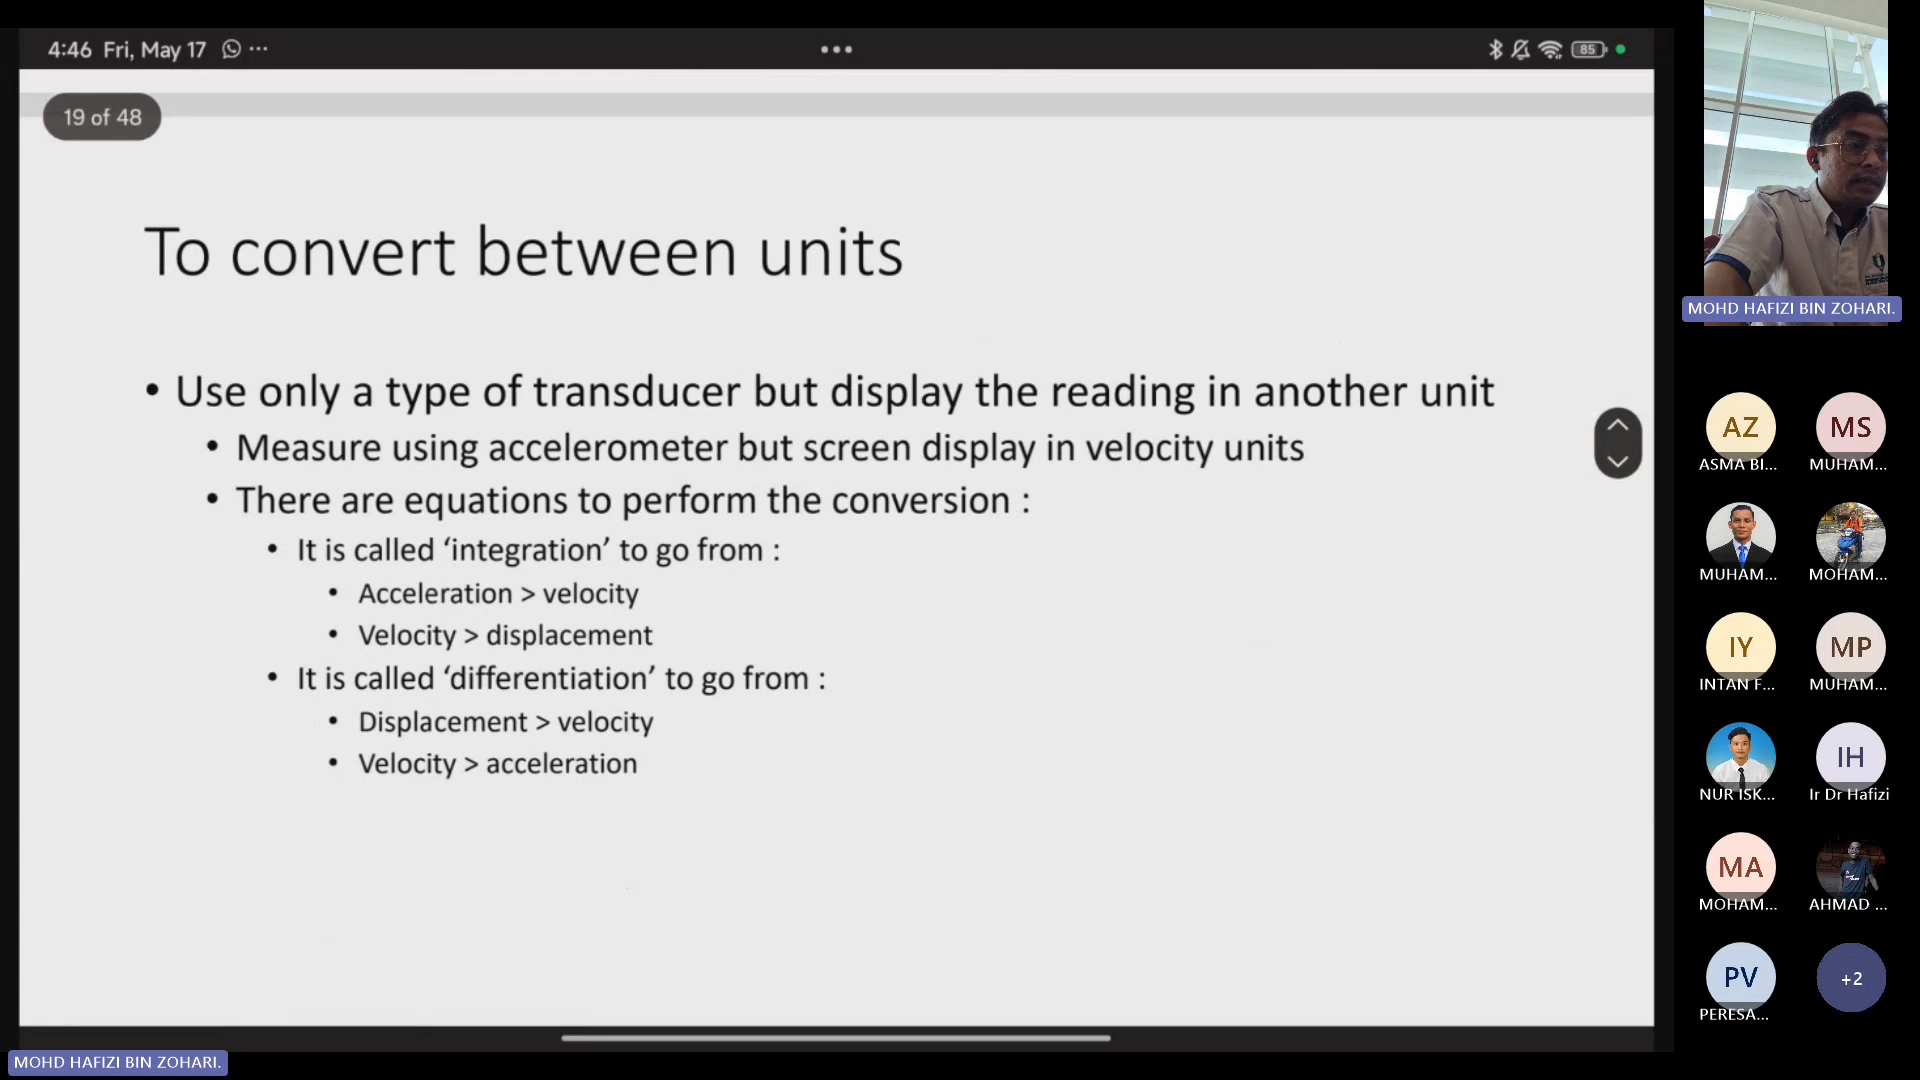 4:46 Fri, May 17
85
19 of 48
To convert between units
• Use only a type of transducer but display the reading in another unit
• Measure using accelerometer but screen display in velocity units
• There are equations to perform the conversion :
• It is called ‘integration’ to go from :
• Acceleration > velocity
• Velocity > displacement
• It is called ‘differentiation’ to go from :
• Displacement > velocity
• Velocity > acceleration
MOHD HAFIZI BIN ZOHARI.
AZ
ASMA BI...
MS
MUHAM...
MUHAM...
MOHAM...
IY
INTAN F...
MP
MUHAM...
NUR ISK...
IH
Ir Dr Hafizi
MA
MOHAM...
AHMAD ...
PV
PERESA...
+2
MOHD HAFIZI BIN ZOHARI.